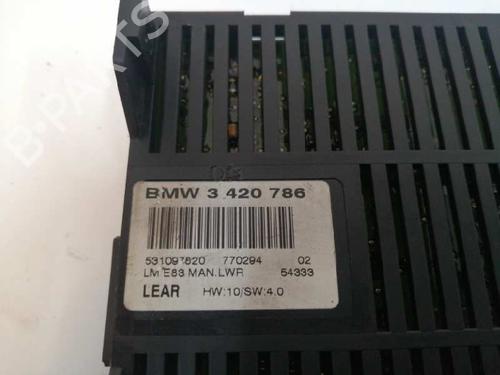 BMW 3 420 786
531097820 770294 02
LM E83 MAN.LWR 54333
LEAR HW:10/SW:4.0
B-PARTS